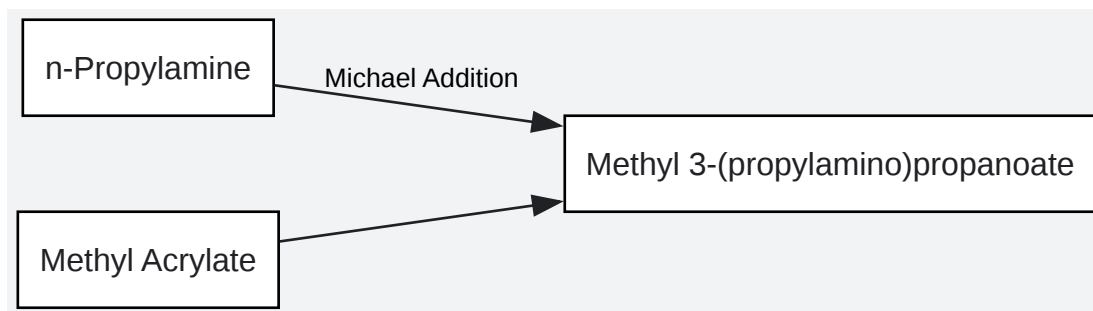 n-Propylamine
Michael Addition
Methyl 3-(propylamino)propanoate
Methyl Acrylate